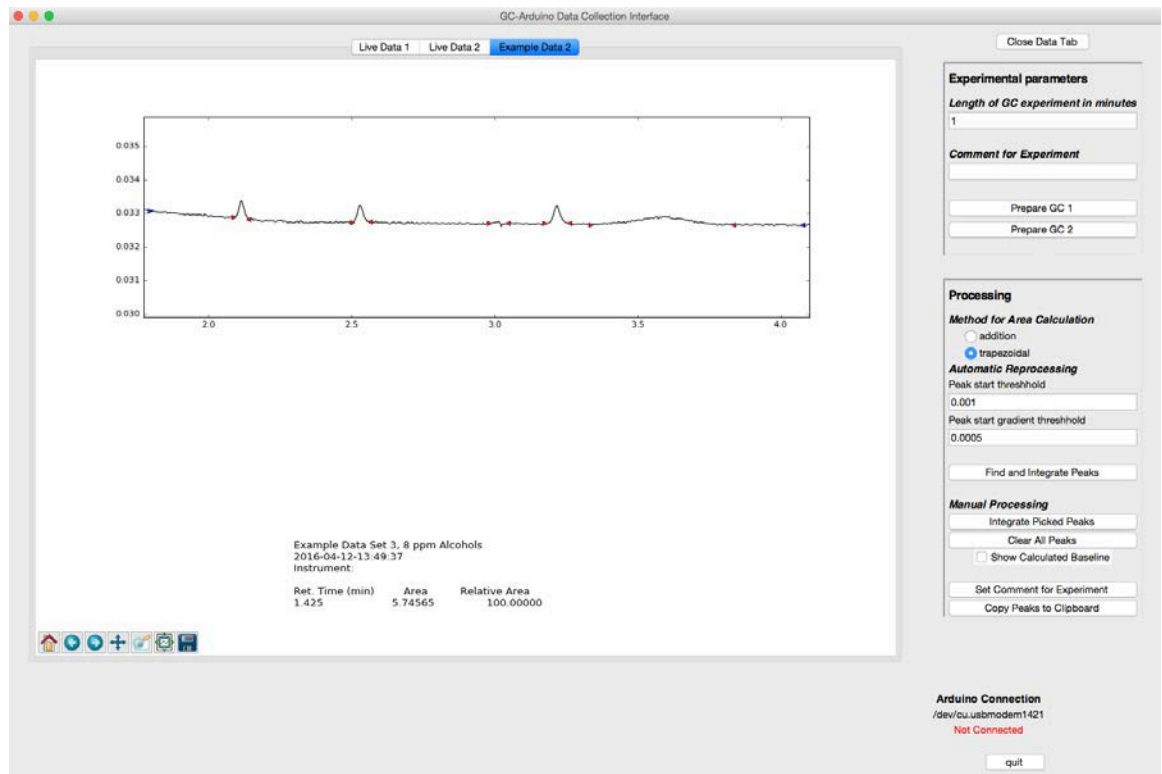 GC-Arduino Data Collection Interface
Live Data 1 Live Data 2 Example Data 2
0.035
0.034
0.033
0.032
0.031
0.030
2.0 2.5 3.0 3.5 4.0
Example Data Set 3, 8 ppm Alcohols
2016-04-12-13:49:37
Instrument:
Ret. Time (min) Area Relative Area
1.425 5.74565 100.00000
Close Data Tab
Experimental parameters
Length of GC experiment in minutes
1
Comment for Experiment
Prepare GC 1
Prepare GC 2
Processing
Method for Area Calculation
addition
trapezoidal
Automatic Reprocessing
Peak start threshhold
0.001
Peak start gradient threshhold
0.0005
Find and Integrate Peaks
Manual Processing
Integrate Picked Peaks
Clear All Peaks
Show Calculated Baseline
Set Comment for Experiment
Copy Peaks to Clipboard
Arduino Connection
/dev/cu.usbmodem1421
Not Connected
quit